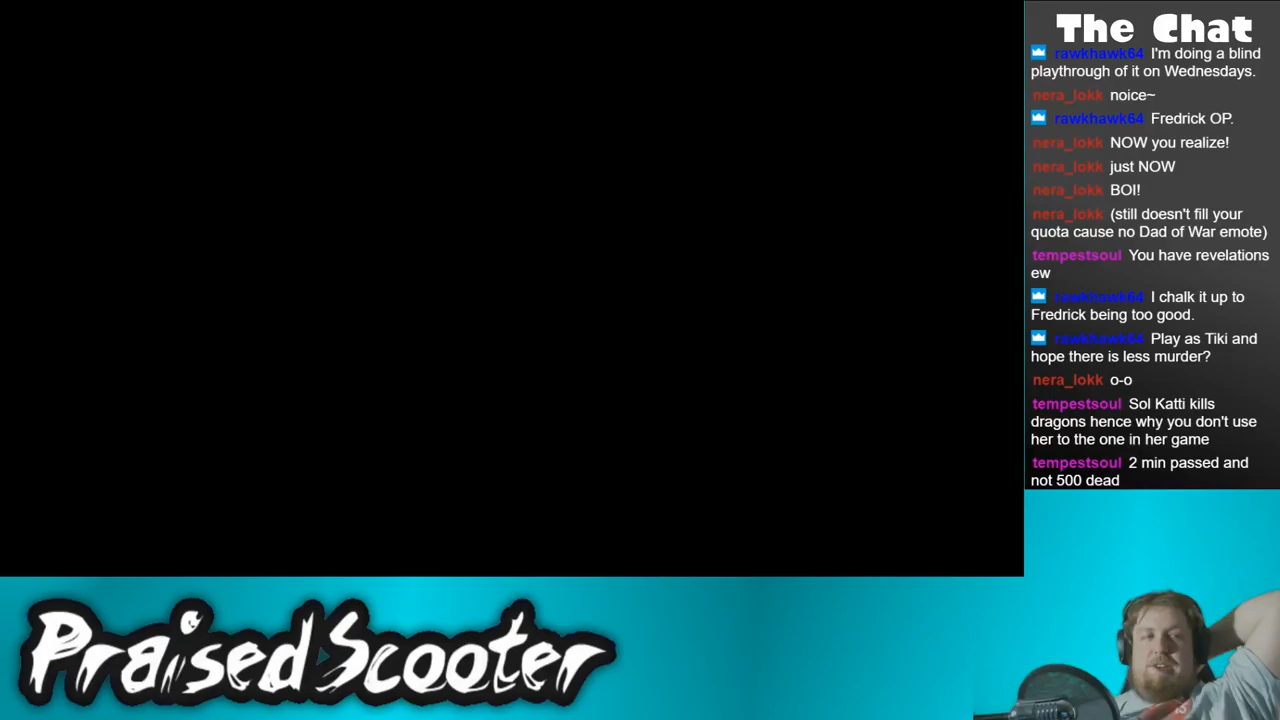 The Chat
rawkhawk64 I'm doing a blind
playthrough of it on Wednesdays.
nera_lokk noice~
rawkhawk64 Fredrick OP.
nera_lokk NOW you realize!
nera_lokk just NOW
nera_lokk BOI!
nera_lokk (still doesn't fill your
quota cause no Dad of War emote)
tempestsoul You have revelations
ew
rawkhawk64 I chalk it up to
Fredrick being too good.
rawkhawk64 Play as Tiki and
hope there is less murder?
nera_lokk o-o
tempestsoul Sol Katti kills
dragons hence why you don't use
her to the one in her game
tempestsoul 2 min passed and
not 500 dead
PraisedScooter